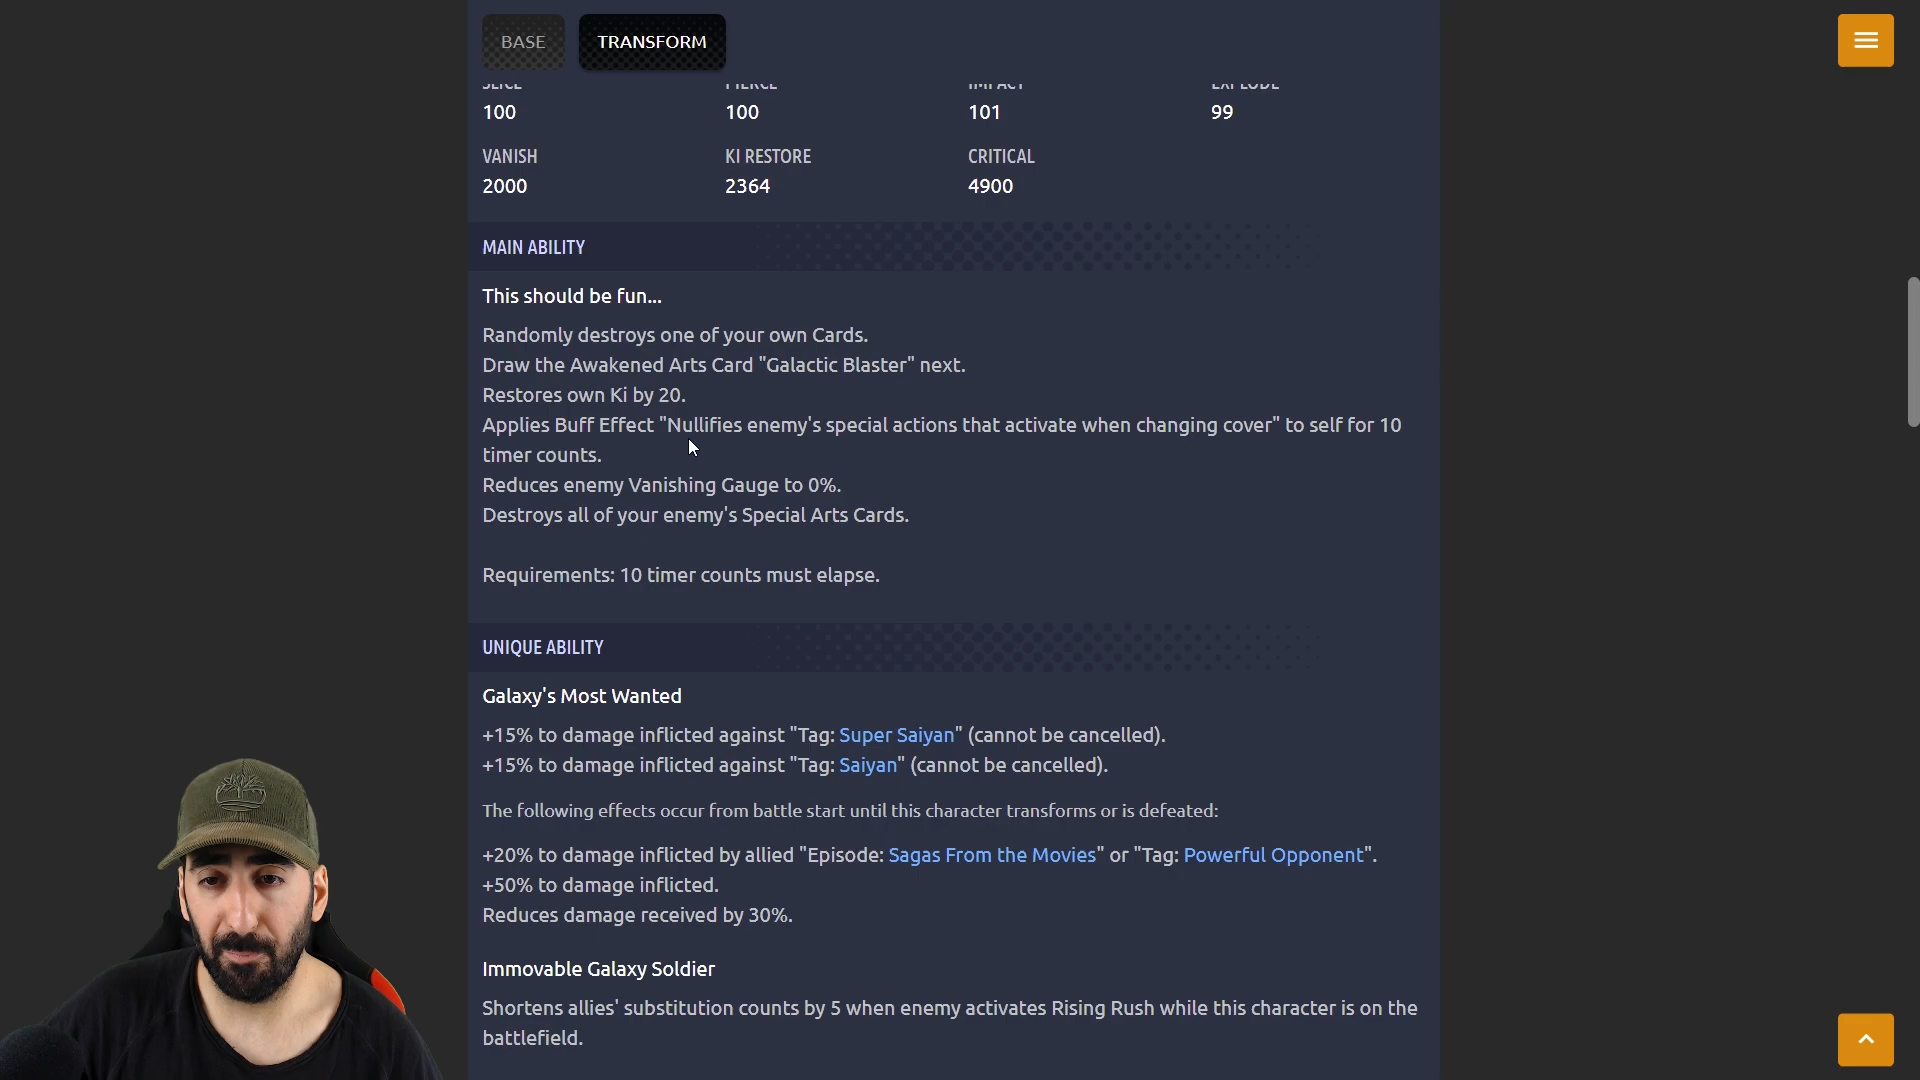 BASE
TRANSFORM
SLICE
PIERCE
IMPACT
EXPLODE
100
100
101
99
VANISH
KI RESTORE
CRITICAL
2000
2364
4900
MAIN ABILITY
This should be fun...
Randomly destroys one of your own Cards.
Draw the Awakened Arts Card "Galactic Blaster" next.
Restores own Ki by 20.
Applies Buff Effect "Nullifies enemy's special actions that activate when changing cover" to self for 10
timer counts.
Reduces enemy Vanishing Gauge to 0%.
Destroys all of your enemy's Special Arts Cards.
Requirements: 10 timer counts must elapse.
UNIQUE ABILITY
Galaxy's Most Wanted
+15% to damage inflicted against "Tag: Super Saiyan" (cannot be cancelled).
+15% to damage inflicted against "Tag: Saiyan" (cannot be cancelled).
The following effects occur from battle start until this character transforms or is defeated:
+20% to damage inflicted by allied "Episode: Sagas From the Movies" or "Tag: Powerful Opponent".
+50% to damage inflicted.
Reduces damage received by 30%.
Immovable Galaxy Soldier
Shortens allies' substitution counts by 5 when enemy activates Rising Rush while this character is on the
battlefield.